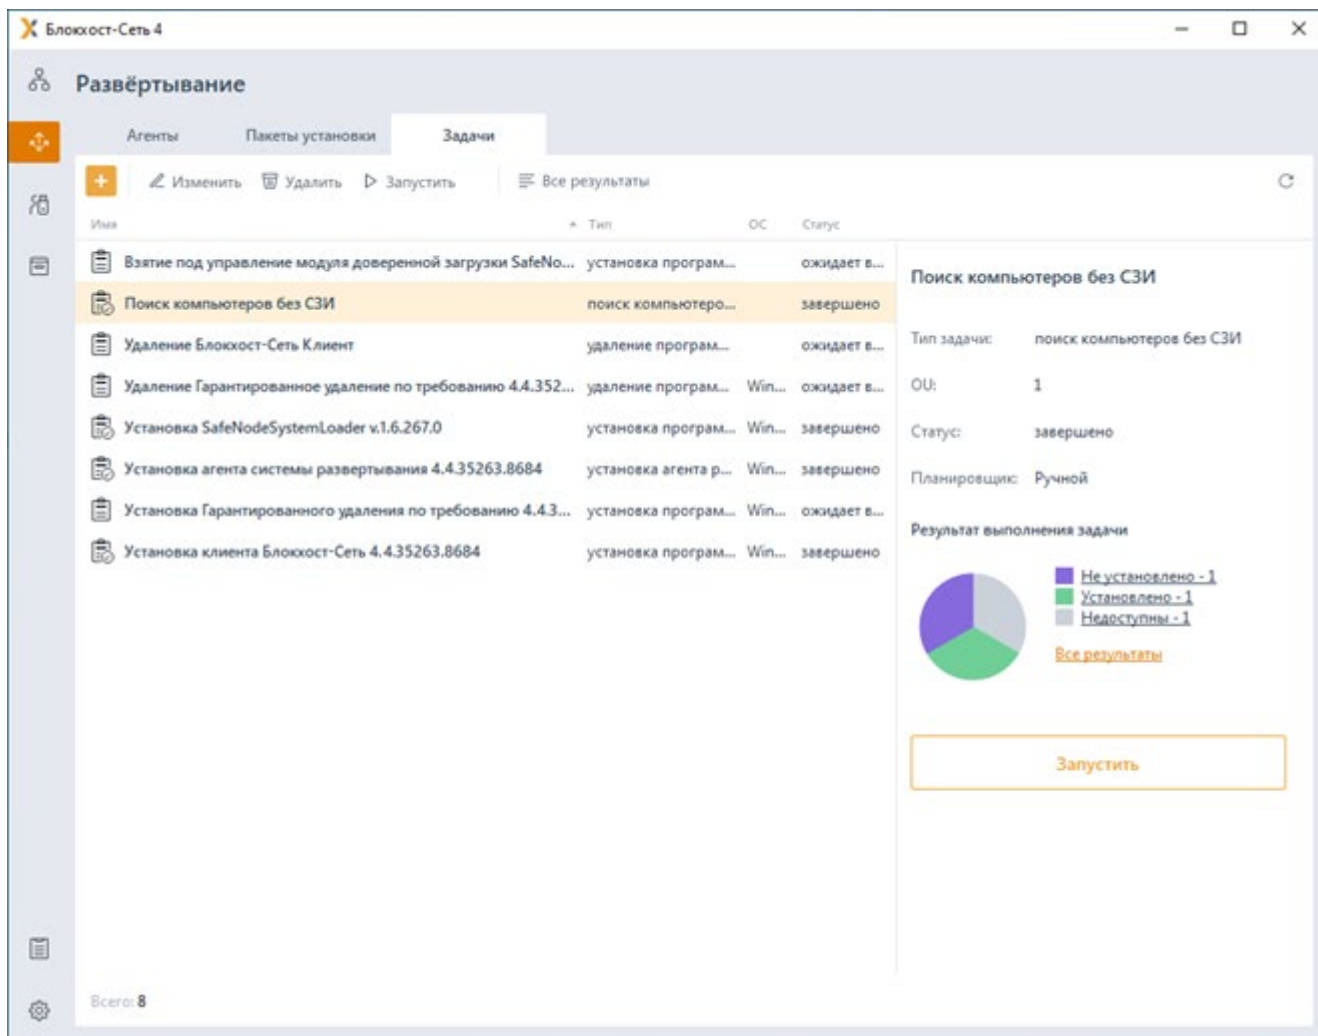 Блокхост-Сеть 4
Развёртывание
Агенты Пакеты установки Задачи
Изменить Удалить Запустить Все результаты
Имя Тип ОС Статус
Взятие под управление модуля доверенной загрузки SafeNo... установка програм... ожидает в...
Поиск компьютеров без СЗИ поиск компьютеро... завершено
Удаление Блокхост-Сеть Клиент удаление програм... ожидает в...
Удаление Гарантированное удаление по требованию 4.4.352... удаление програм... Win... ожидает в...
Установка SafeNodeSystemLoader v.1.6.267.0 установка програм... Win... завершено
Установка агента системы развертывания 4.4.35263.8684 установка агента р... Win... завершено
Установка Гарантированного удаления по требованию 4.4.3... установка програм... Win... ожидает в...
Установка клиента Блокхост-Сеть 4.4.35263.8684 установка програм... Win... завершено
Поиск компьютеров без СЗИ
Тип задачи: поиск компьютеров без СЗИ
OU: 1
Статус: завершено
Планировщик: Ручной
Результат выполнения задачи
Не установлено - 1
Установлено - 1
Недоступны - 1
Все результаты
Запустить
Всего: 8